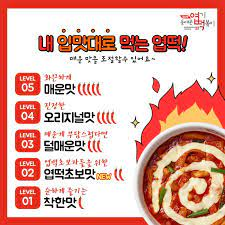 내 입맛대로 먹는 엽떡!
매운 맛을 조절할수 있어요~
LEVEL
05
화끈하게
매운맛
LEVEL
04
진정한
오리지널맛
LEVEL
03
매운게 부담스럽다면
덜매운맛
LEVEL
02
엽떡초보자들을 위한
엽떡초보맛 NEW
LEVEL
01
순하게 즐기는
착한맛